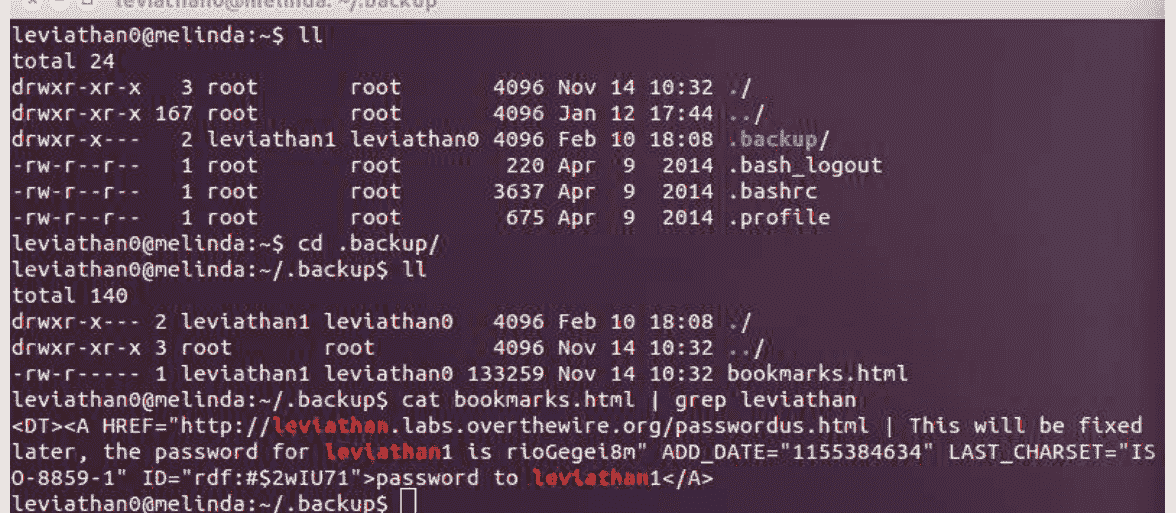 leviathan0@melinda: ~/.backup
leviathan0@melinda:~$ ll
total 24
drwxr-xr-x   3 root       root       4096 Nov 14 10:32 ./
drwxr-xr-x 167 root       root       4096 Jan 12 17:44 ../
drwxr-x---   2 leviathan1 leviathan0 4096 Feb 10 18:08 .backup/
-rw-r--r--   1 root       root        220 Apr  9  2014 .bash_logout
-rw-r--r--   1 root       root       3637 Apr  9  2014 .bashrc
-rw-r--r--   1 root       root        675 Apr  9  2014 .profile
leviathan0@melinda:~$ cd .backup/
leviathan0@melinda:~/.backup$ ll
total 140
drwxr-x--- 2 leviathan1 leviathan0   4096 Feb 10 18:08 ./
drwxr-xr-x 3 root       root         4096 Nov 14 10:32 ../
-rw-r----- 1 leviathan1 leviathan0 133259 Nov 14 10:32 bookmarks.html
leviathan0@melinda:~/.backup$ cat bookmarks.html | grep leviathan
<DT><A HREF="http://leviathan.labs.overthewire.org/passwordus.html | This will be fixed
later, the password for leviathan1 is rioGegei8m" ADD_DATE="1155384634" LAST_CHARSET="IS
O-8859-1" ID="rdf:#$2wIU71">password to leviathan1</A>
leviathan0@melinda:~/.backup$